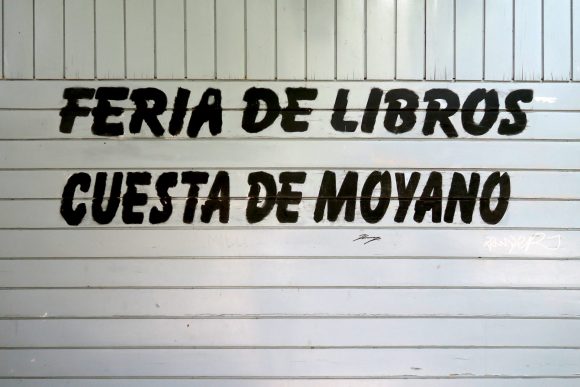 FERIA DE LIBROS
CUESTA DE MOYANO